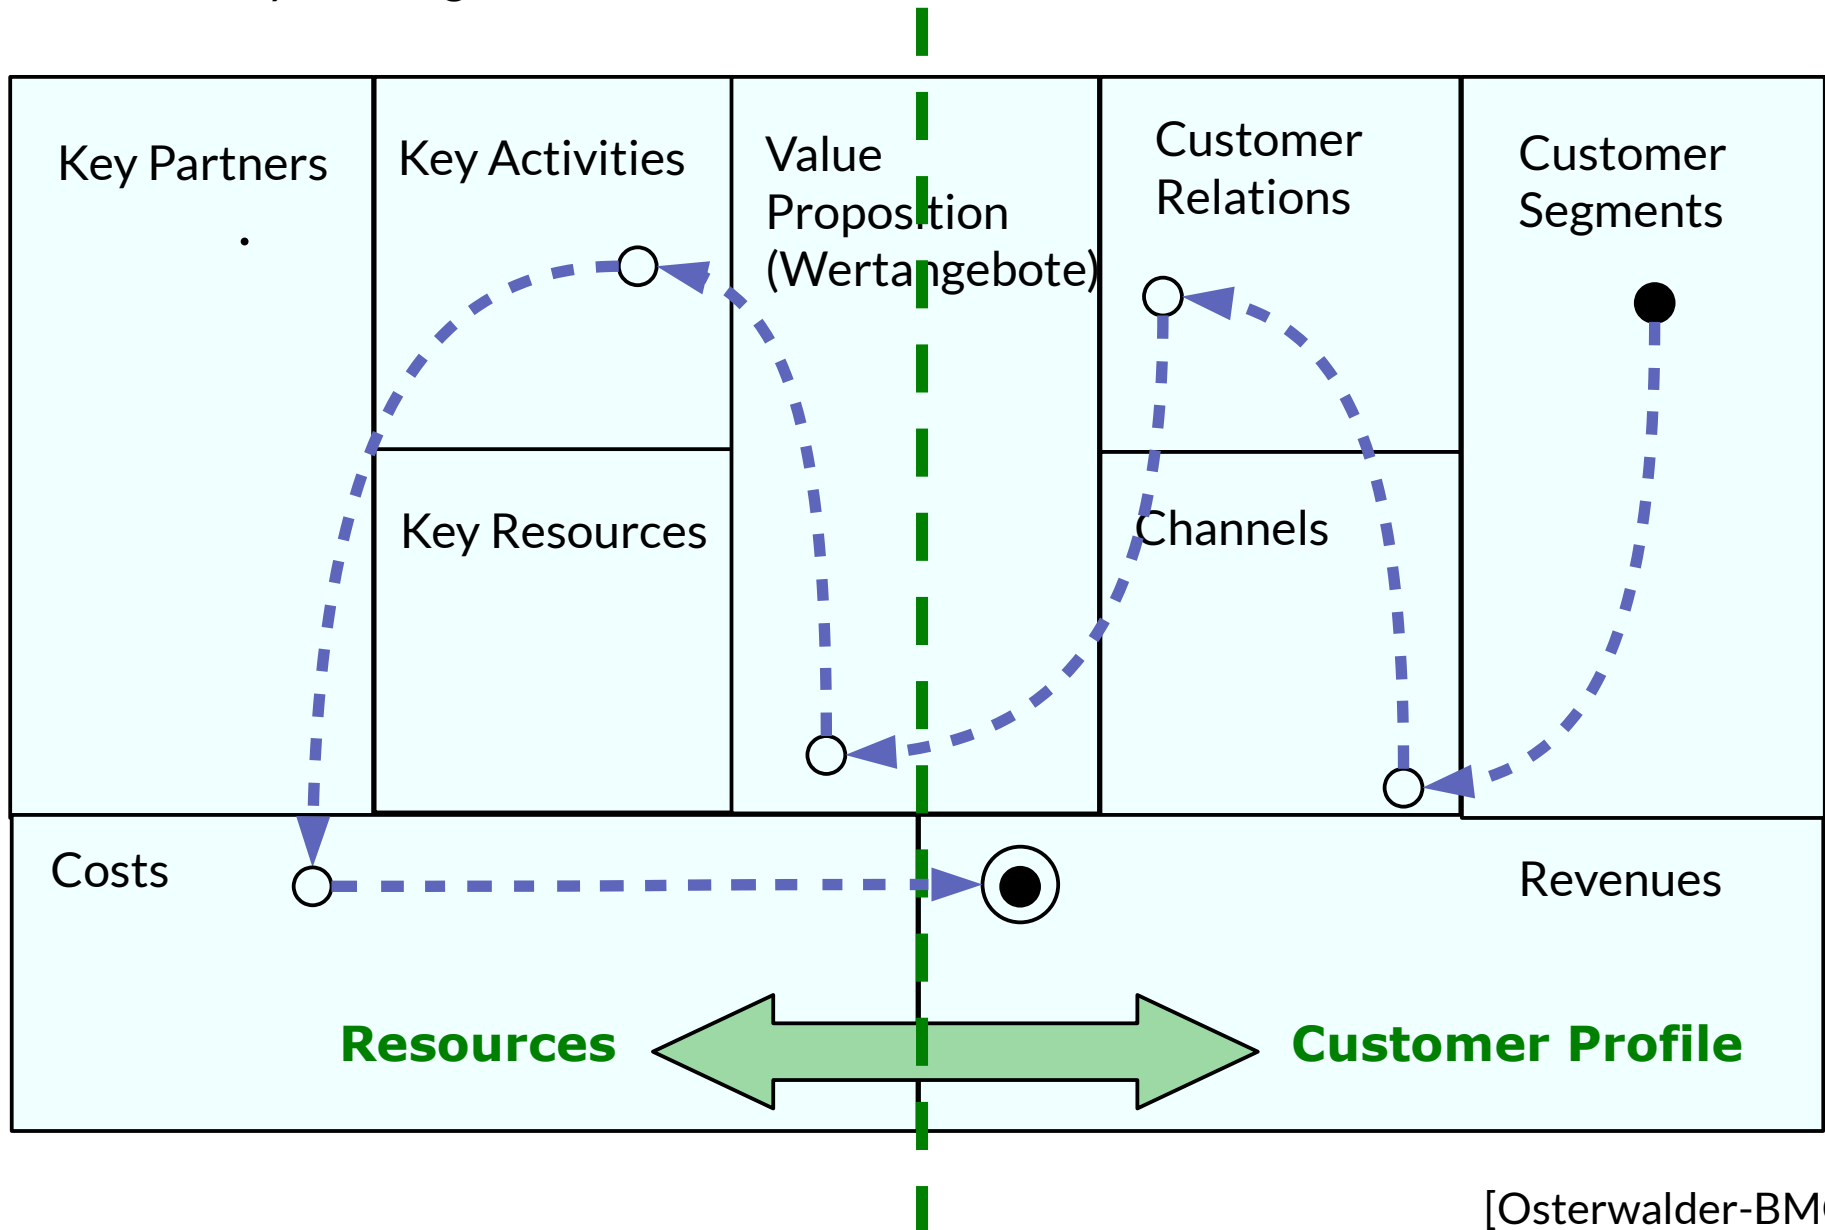 Key Partners
Key Activities
Value
Proposition
(Wertangebote)
Customer
Relations
Customer
Segments
Key Resources
Channels
Costs
Revenues
Resources
Customer Profile
[Osterwalder-BM